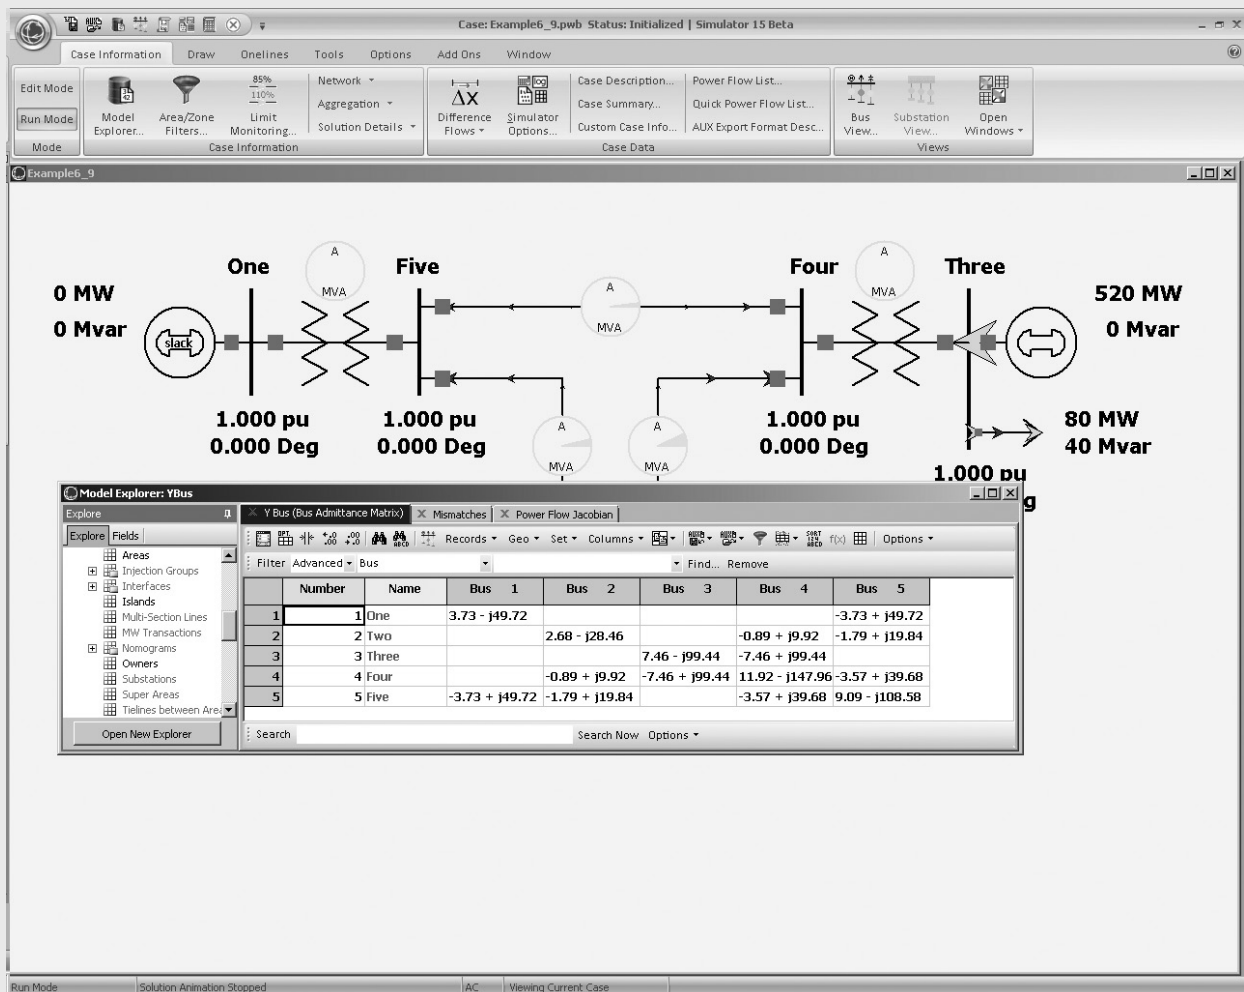 Case: Example6_9.pwb Status: Initialized | Simulator 15 Beta
Case Information Draw Onelines Tools Options Add Ons Window
Edit Mode
Run Mode
Mode
Model Explorer...
Area/Zone Filters...
85%
110%
Limit Monitoring...
Network
Aggregation
Solution Details
Case Information
ΔX
Difference Flows
Simulator Options...
Case Description...
Case Summary...
Custom Case Info...
Power Flow List...
Quick Power Flow List...
AUX Export Format Desc...
Case Data
Bus View...
Substation View...
Open Windows
Views
Example6_9
One Five Four Three
A
MVA
A
MVA
A
MVA
0 MW
0 Mvar
slack
520 MW
0 Mvar
1.000 pu
0.000 Deg
1.000 pu
0.000 Deg
1.000 pu
0.000 Deg
80 MW
40 Mvar
A
MVA
A
MVA
1.000 pu
g
Model Explorer: YBus
Explore
Explore Fields
Areas
Injection Groups
Interfaces
Islands
Multi-Section Lines
MW Transactions
Nomograms
Owners
Substations
Super Areas
Tielines between Area
Open New Explorer
Y Bus (Bus Admittance Matrix) Mismatches Power Flow Jacobian
Records Geo Set Columns f(x) Options
Filter Advanced Bus Find... Remove
Number Name Bus 1 Bus 2 Bus 3 Bus 4 Bus 5
1 1 One 3.73 - j49.72 -3.73 + j49.72
2 2 Two 2.68 - j28.46 -0.89 + j9.92 -1.79 + j19.84
3 3 Three 7.46 - j99.44 -7.46 + j99.44
4 4 Four -0.89 + j9.92 -7.46 + j99.44 11.92 - j147.96 -3.57 + j39.68
5 5 Five -3.73 + j49.72 -1.79 + j19.84 -3.57 + j39.68 9.09 - j108.58
Search Search Now Options
Run Mode Solution Animation Stopped AC Viewing Current Case